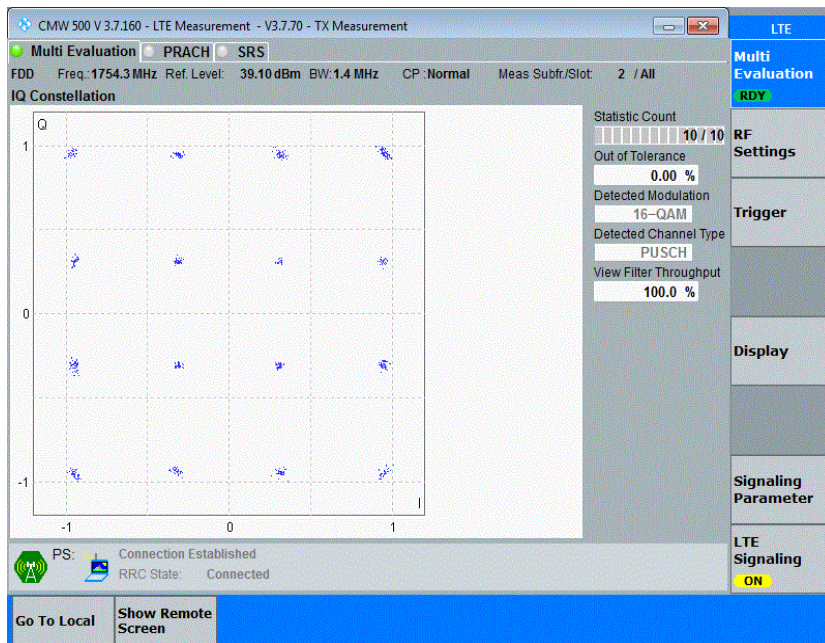 CMW 500 V 3.7.160 - LTE Measurement - V3.7.70 - TX Measurement
LTE
Multi Evaluation PRACH SRS
FDD Freq.: 1754.3 MHz Ref. Level: 39.10 dBm BW: 1.4 MHz CP : Normal Meas Subfr./Slot: 2 / All
IQ Constellation
Q
1
0
-1
-1 0 1
I
Statistic Count
10 / 10
Out of Tolerance
0.00 %
Detected Modulation
16-QAM
Detected Channel Type
PUSCH
View Filter Throughput
100.0 %
Multi
Evaluation
RDY
RF
Settings
Trigger
Display
Signaling
Parameter
LTE
Signaling
ON
PS: Connection Established
RRC State: Connected
Go To Local
Show Remote
Screen